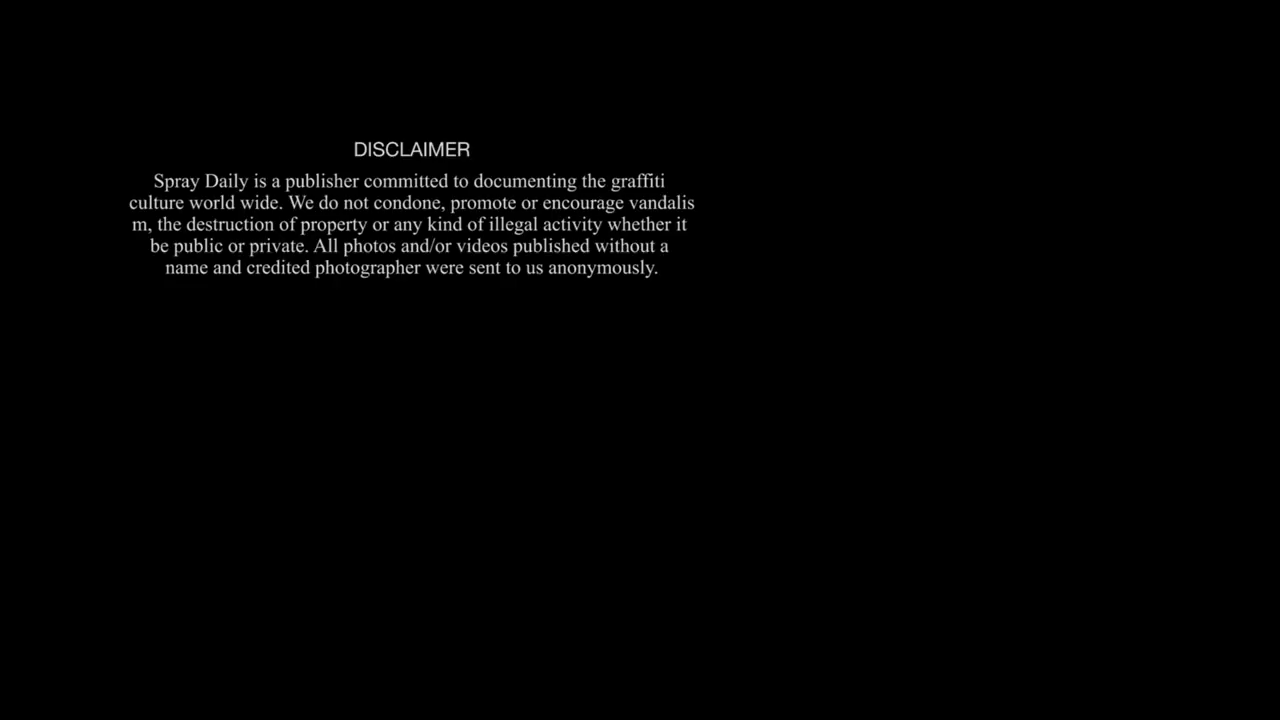 DISCLAIMER
Spray Daily is a publisher committed to documenting the graffiti
culture world wide. We do not condone, promote or encourage vandalis
m, the destruction of property or any kind of illegal activity whether it
be public or private. All photos and/or videos published without a
name and credited photographer were sent to us anonymously.